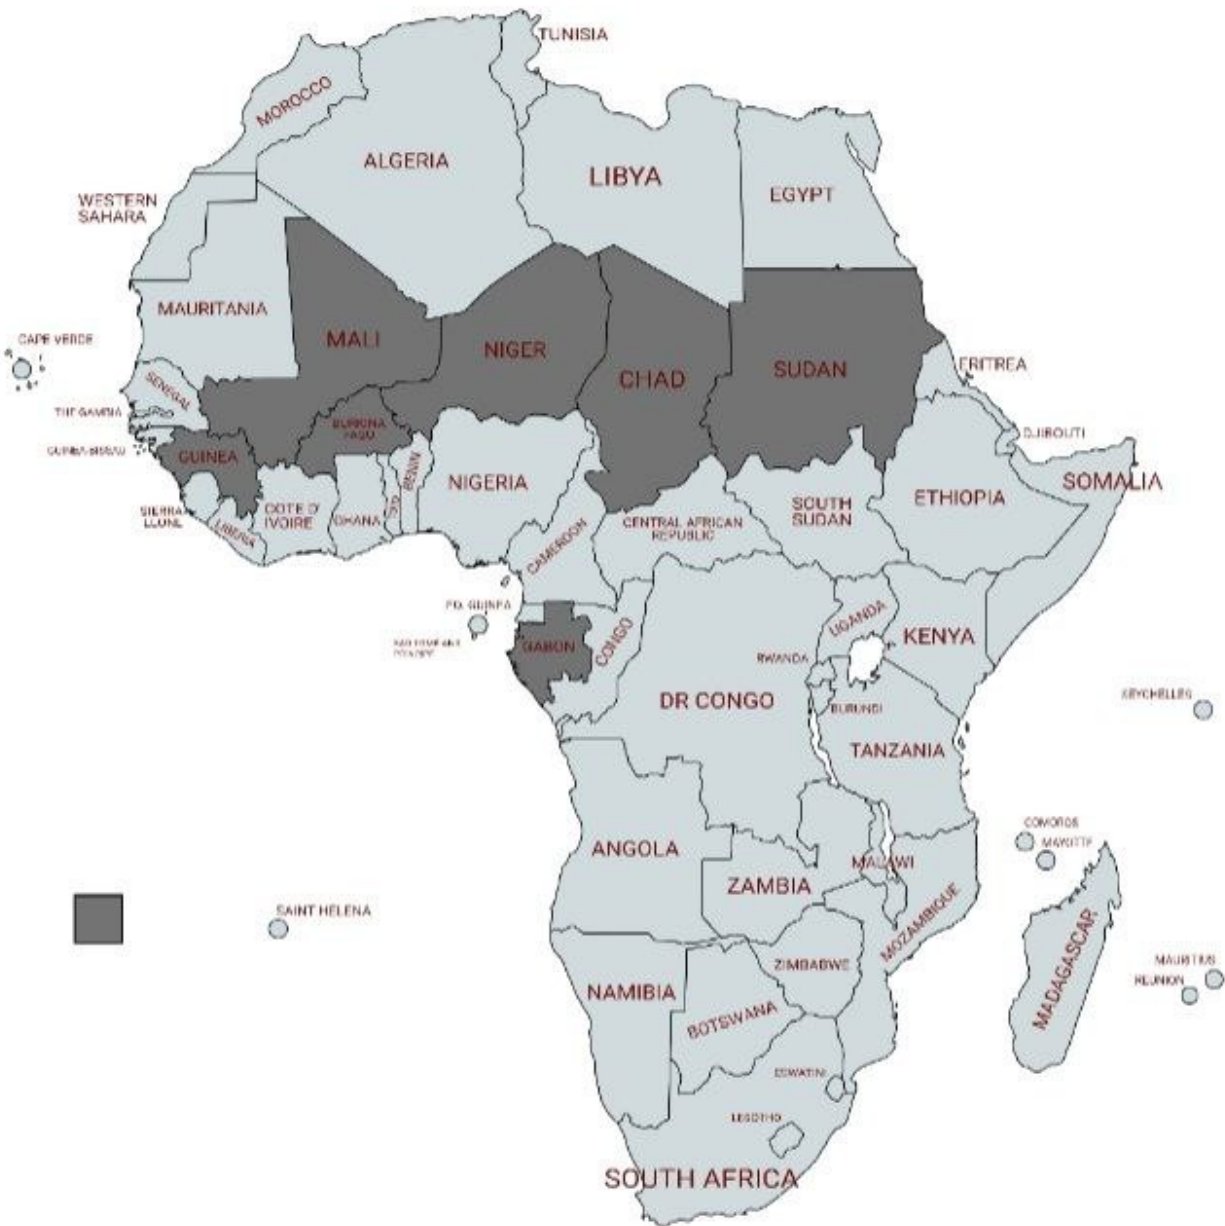 TUNISIA
MOROCCO
ALGERIA
LIBYA
EGYPT
WESTERN
SAHARA
MAURITANIA
MALI
NIGER
CHAD
SUDAN
ERITREA
CAPE VERDE
SENEGAL
THE GAMBIA
GUINEA-BISSAU
GUINEA
BURKINA
FASO
DJIBOUTI
SOMALIA
ETHIOPIA
SIERRA
LEONE
LIBERIA
COTE D'
IVOIRE
GHANA
BENIN
NIGERIA
CAMEROON
CENTRAL AFRICAN
REPUBLIC
SOUTH
SUDAN
EQ. GUINEA
GABON
CONGO
UGANDA
KENYA
RWANDA
DR CONGO
BURUNDI
TANZANIA
SEYCHELLES
COMOROS
MAYOTTE
ANGOLA
ZAMBIA
MALAWI
MOZAMBIQUE
MADAGASCAR
SAINT HELENA
MAURITIUS
REUNION
NAMIBIA
ZIMBABWE
BOTSWANA
ESWATINI
LESOTHO
SOUTH AFRICA